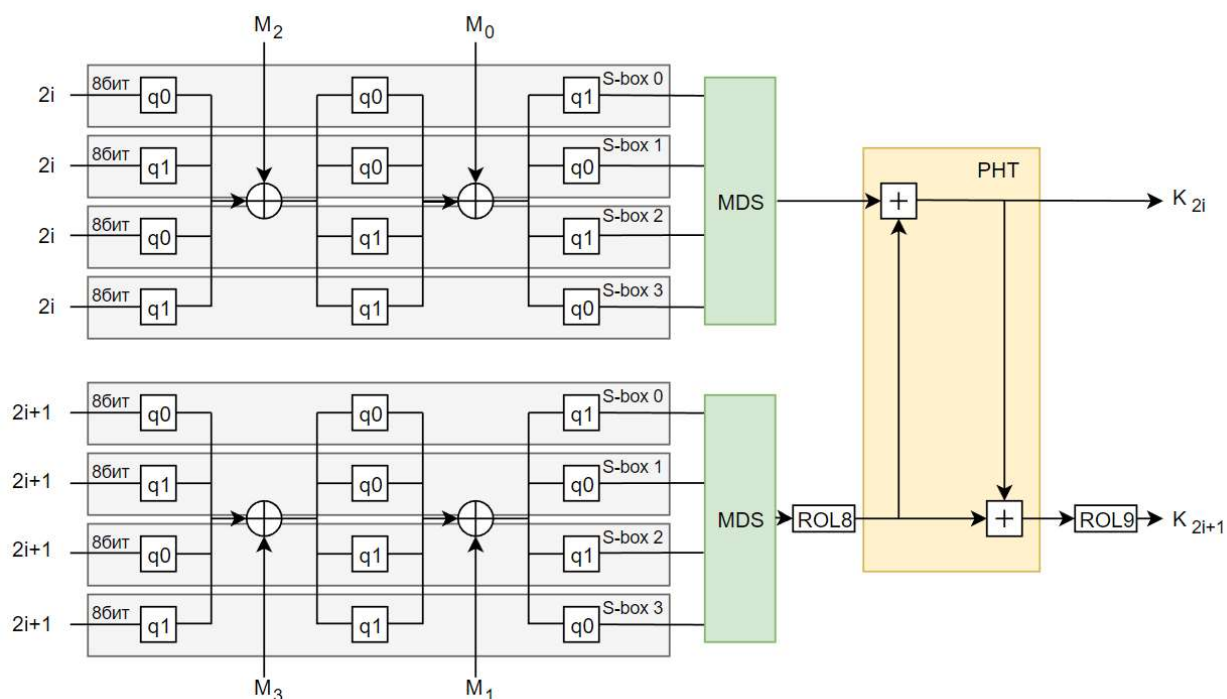 M2 M0
2i 8бит q0 q0 q1 S-box 0
2i 8бит q1 q0 q0 S-box 1
2i 8бит q0 q1 q1 S-box 2
2i 8бит q1 q1 q0 S-box 3
MDS
PHT
+
K2i
2i+1 8бит q0 q0 q1 S-box 0
2i+1 8бит q1 q0 q0 S-box 1
2i+1 8бит q0 q1 q1 S-box 2
2i+1 8бит q1 q1 q0 S-box 3
MDS
ROL8
+
ROL9
K2i+1
M3 M1